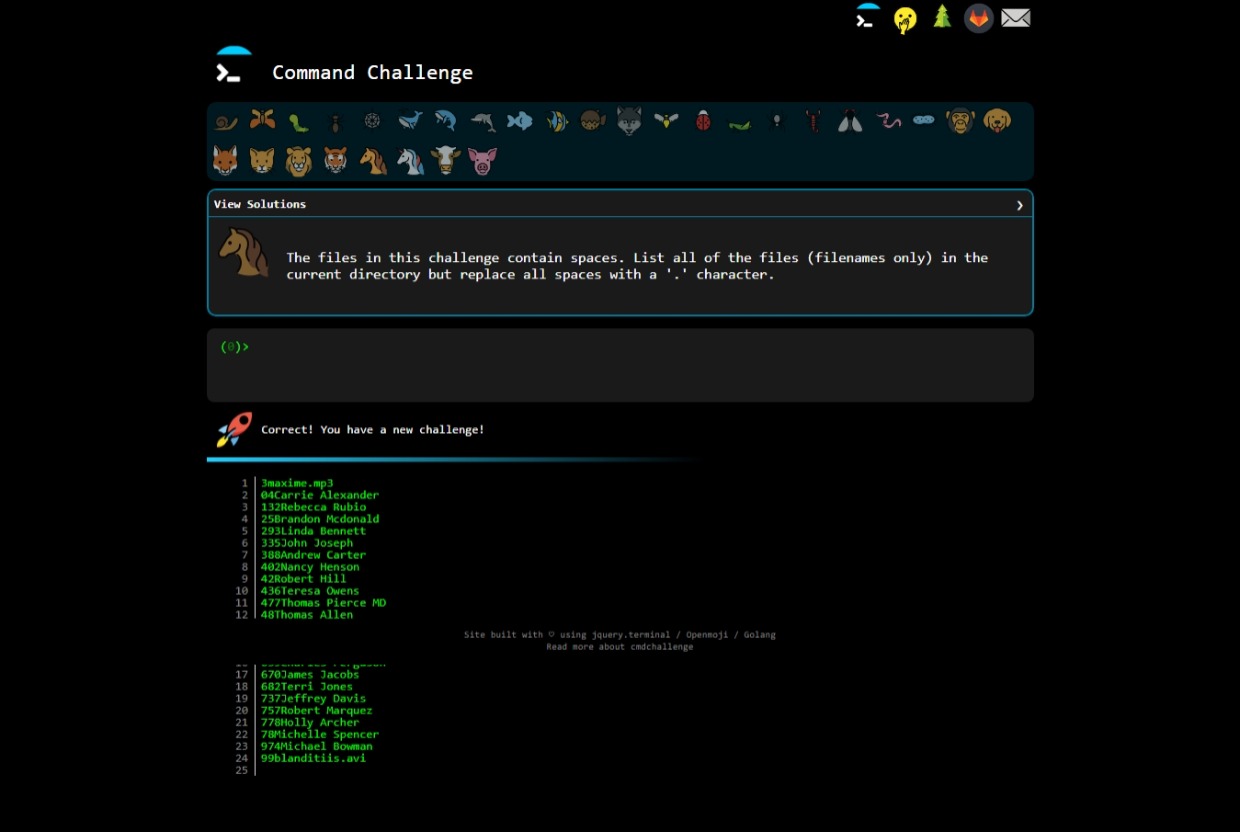 Command Challenge
View Solutions
The files in this challenge contain spaces. List all of the files (filenames only) in the
current directory but replace all spaces with a '.' character.
(0)>
Correct! You have a new challenge!
1 3maxime.mp3
2 04Carrie Alexander
3 132Rebecca Rubio
4 25Brandon Mcdonald
5 293Linda Bennett
6 335John Joseph
7 388Andrew Carter
8 402Nancy Henson
9 42Robert Hill
10 436Teresa Owens
11 477Thomas Pierce MD
12 48Thomas Allen
Site built with ♡ using jquery.terminal / Openmoji / Golang
Read more about cmdchallenge
17 670James Jacobs
18 682Terri Jones
19 737Jeffrey Davis
20 757Robert Marquez
21 778Holly Archer
22 78Michelle Spencer
23 974Michael Bowman
24 99blanditiis.avi
25